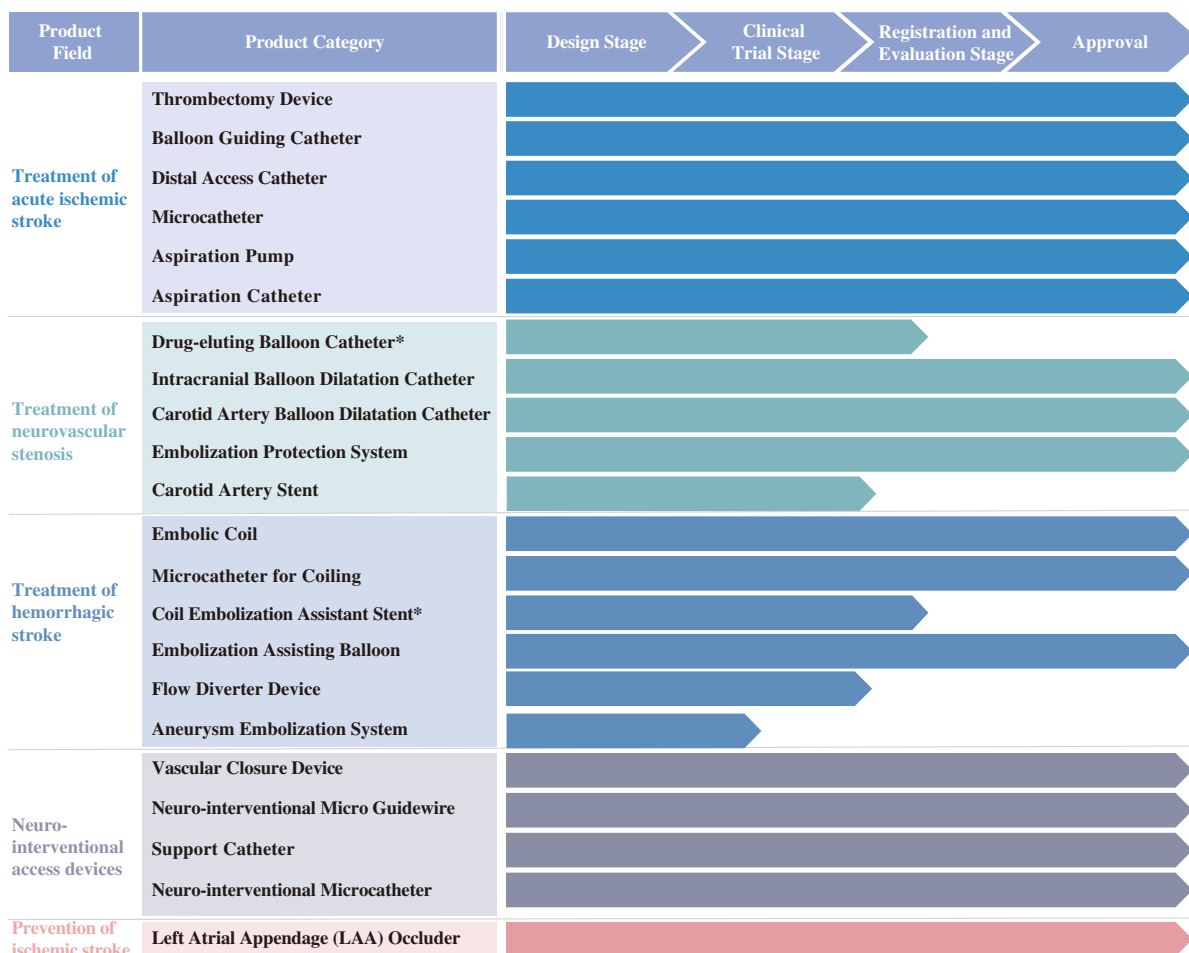 Product
Field
Product Category
Design Stage
Clinical
Trial Stage
Registration and
Evaluation Stage
Approval
Treatment of
acute ischemic
stroke
Thrombectomy Device
Balloon Guiding Catheter
Distal Access Catheter
Microcatheter
Aspiration Pump
Aspiration Catheter
Treatment of
neurovascular
stenosis
Drug-eluting Balloon Catheter*
Intracranial Balloon Dilatation Catheter
Carotid Artery Balloon Dilatation Catheter
Embolization Protection System
Carotid Artery Stent
Treatment of
hemorrhagic
stroke
Embolic Coil
Microcatheter for Coiling
Coil Embolization Assistant Stent*
Embolization Assisting Balloon
Flow Diverter Device
Aneurysm Embolization System
Neuro-
interventional
access devices
Vascular Closure Device
Neuro-interventional Micro Guidewire
Support Catheter
Neuro-interventional Microcatheter
Prevention of
ischemic stroke
Left Atrial Appendage (LAA) Occluder